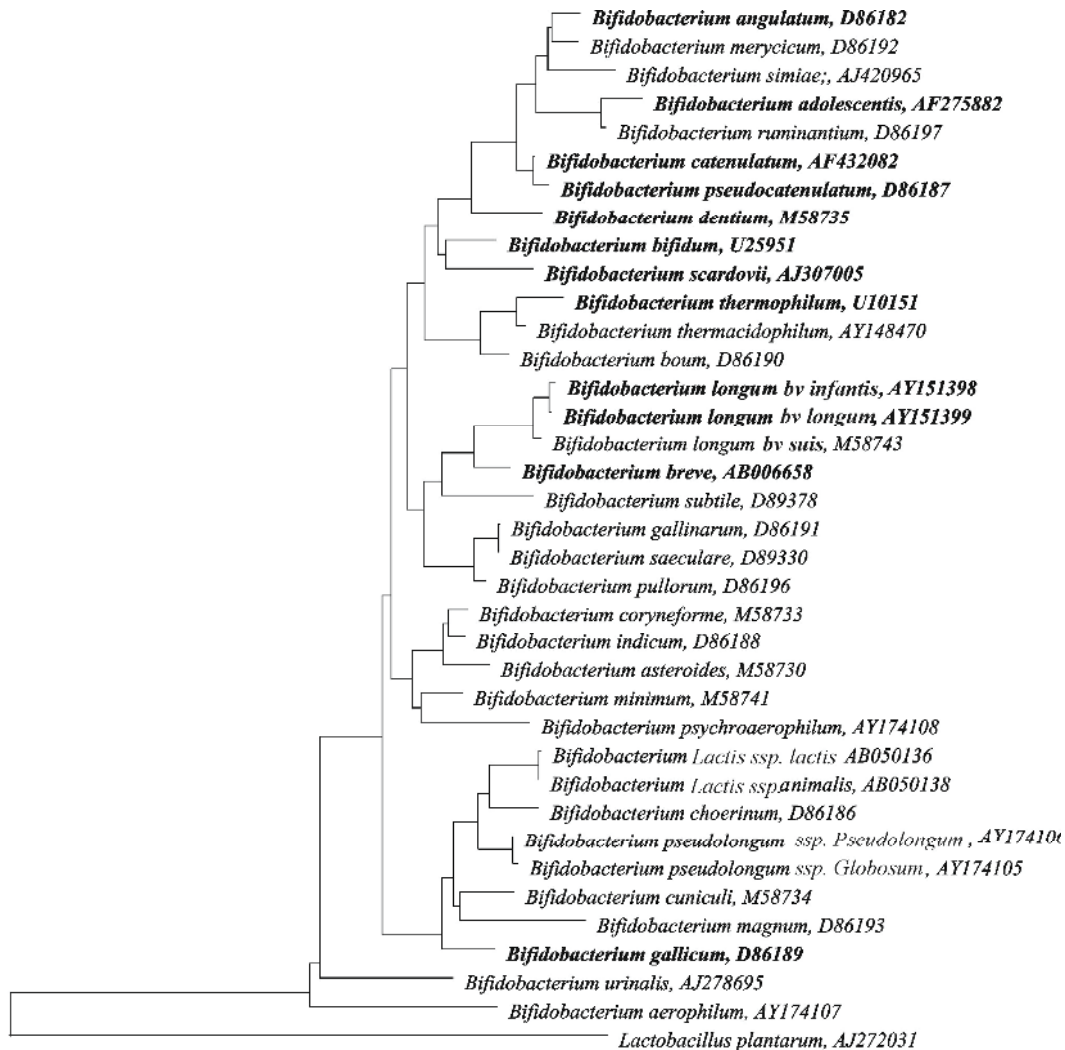 Bifidobacterium angulatum, D86182
Bifidobacterium merycicum, D86192
Bifidobacterium simiae;, AJ420965
Bifidobacterium adolescentis, AF275882
Bifidobacterium ruminantium, D86197
Bifidobacterium catenulatum, AF432082
Bifidobacterium pseudocatenulatum, D86187
Bifidobacterium dentium, M58735
Bifidobacterium bifidum, U25951
Bifidobacterium scardovii, AJ307005
Bifidobacterium thermophilum, U10151
Bifidobacterium thermacidophilum, AY148470
Bifidobacterium boum, D86190
Bifidobacterium longum bv infantis, AY151398
Bifidobacterium longum bv longum, AY151399
Bifidobacterium longum bv suis, M58743
Bifidobacterium breve, AB006658
Bifidobacterium subtile, D89378
Bifidobacterium gallinarum, D86191
Bifidobacterium saeculare, D89330
Bifidobacterium pullorum, D86196
Bifidobacterium coryneforme, M58733
Bifidobacterium indicum, D86188
Bifidobacterium asteroides, M58730
Bifidobacterium minimum, M58741
Bifidobacterium psychroaerophilum, AY174108
Bifidobacterium Lactis ssp. lactis AB050136
Bifidobacterium Lactis ssp.animalis, AB050138
Bifidobacterium choerinum, D86186
Bifidobacterium pseudolongum ssp. Pseudolongum , AY174106
Bifidobacterium pseudolongum ssp. Globosum, AY174105
Bifidobacterium cuniculi, M58734
Bifidobacterium magnum, D86193
Bifidobacterium gallicum, D86189
Bifidobacterium urinalis, AJ278695
Bifidobacterium aerophilum, AY174107
Lactobacillus plantarum, AJ272031